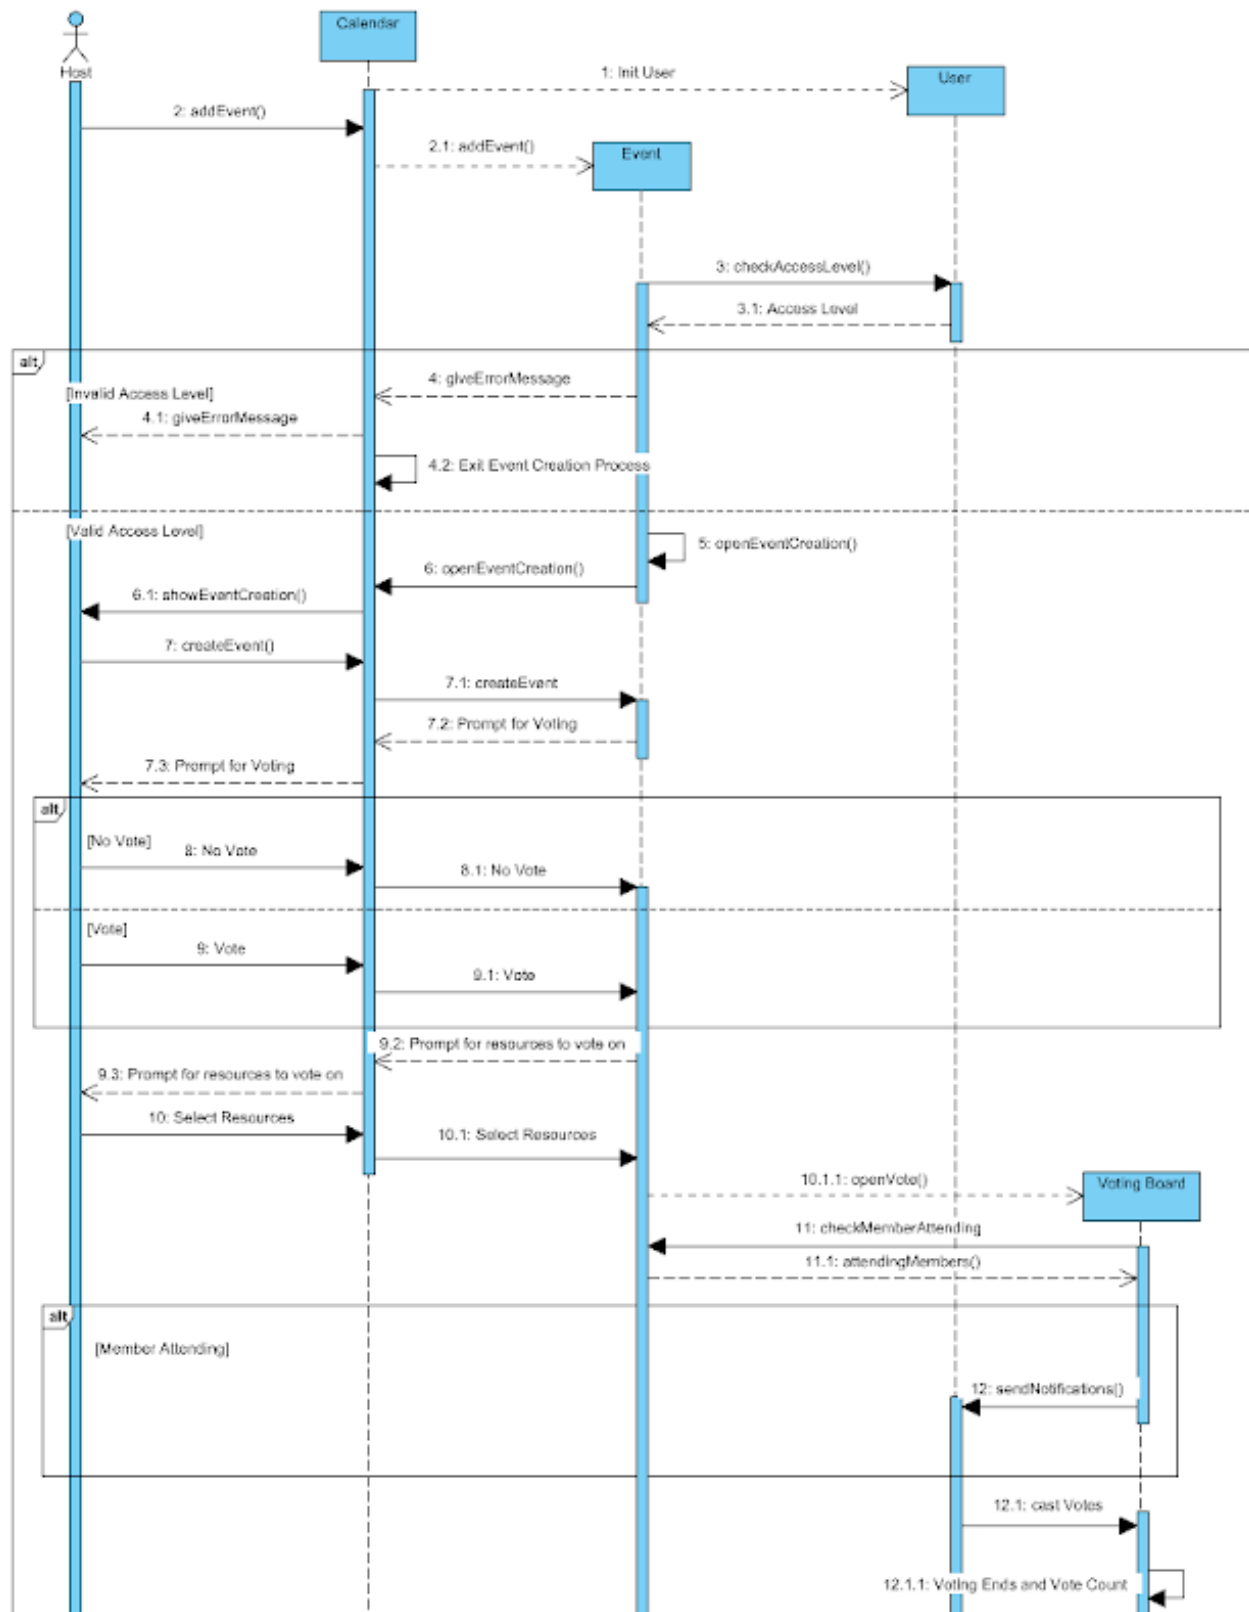 Calendar
Host
1: Init User
User
2: addEvent()
2.1: addEvent()
Event
3: checkAccessLevel()
3.1: Access Level
alt
4: giveErrorMessage
[Invalid Access Level]
4.1: giveErrorMessage
4.2: Exit Event Creation Process
[Valid Access Level]
5: openEventCreation()
6: openEventCreation()
6.1: showEventCreation()
7: createEvent()
7.1: createEvent
7.2: Prompt for Voting
7.3: Prompt for Voting
alt
[No Vote]
8: No Vote
8.1: No Vote
[Vote]
9: Vote
9.1: Vote
9.2: Prompt for resources to vote on
9.3: Prompt for resources to vote on
10: Select Resources
10.1: Select Resources
10.1.1: openVote()
Voting Board
11: checkMemberAttending
11.1: attendingMembers()
alt
[Member Attending]
12: sendNotifications()
12.1: cast Votes
12.1.1: Voting Ends and Vote Count